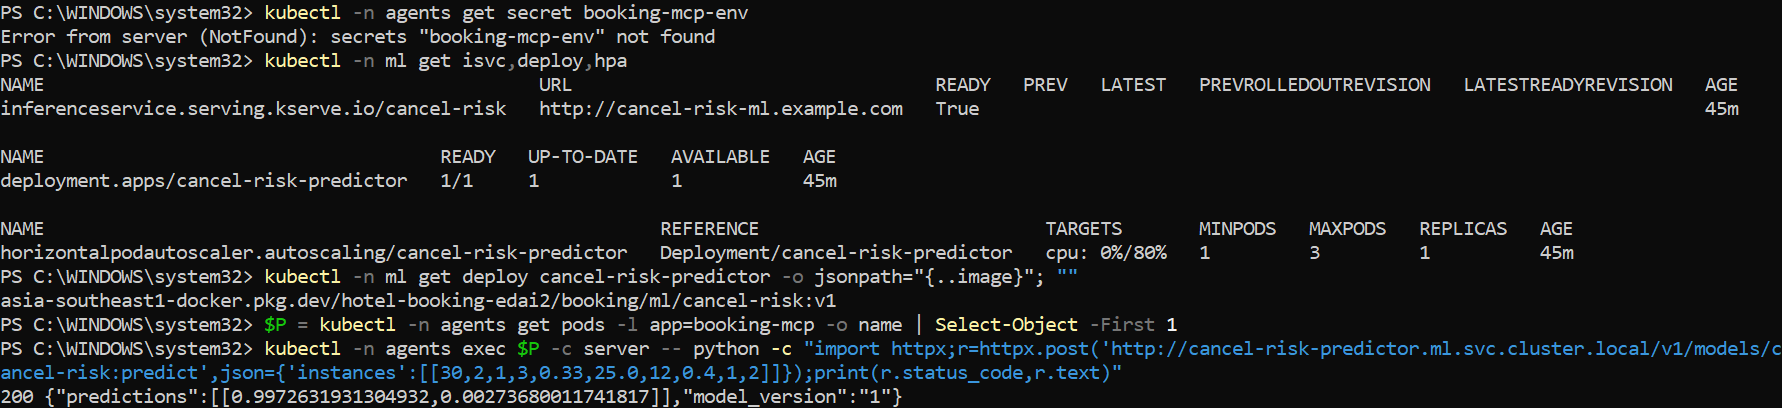 PS C:\WINDOWS\system32> kubectl -n agents get secret booking-mcp-env
Error from server (NotFound): secrets "booking-mcp-env" not found
PS C:\WINDOWS\system32> kubectl -n ml get isvc,deploy,hpa
NAME URL READY PREV LATEST PREVROLLEDOUTREVISION LATESTREADYREVISION AGE
inferenceservice.serving.kserve.io/cancel-risk http://cancel-risk-ml.example.com True 45m
NAME READY UP-TO-DATE AVAILABLE AGE
deployment.apps/cancel-risk-predictor 1/1 1 1 45m
NAME REFERENCE TARGETS MINPODS MAXPODS REPLICAS AGE
horizontalpodautoscaler.autoscaling/cancel-risk-predictor Deployment/cancel-risk-predictor cpu: 0%/80% 1 3 1 45m
PS C:\WINDOWS\system32> kubectl -n ml get deploy cancel-risk-predictor -o jsonpath="{..image}"; ""
asia-southeast1-docker.pkg.dev/hotel-booking-edai2/booking/ml/cancel-risk:v1
PS C:\WINDOWS\system32> $P = kubectl -n agents get pods -l app=booking-mcp -o name | Select-Object -First 1
PS C:\WINDOWS\system32> kubectl -n agents exec $P -c server -- python -c "import httpx;r=httpx.post('http://cancel-risk-predictor.ml.svc.cluster.local/v1/models/c
ancel-risk:predict',json={'instances':[[30,2,1,3,0.33,25.0,12,0.4,1,2]]});print(r.status_code,r.text)"
200 {"predictions":[[0.9972631931304932,0.00273680011741817]],"model_version":"1"}